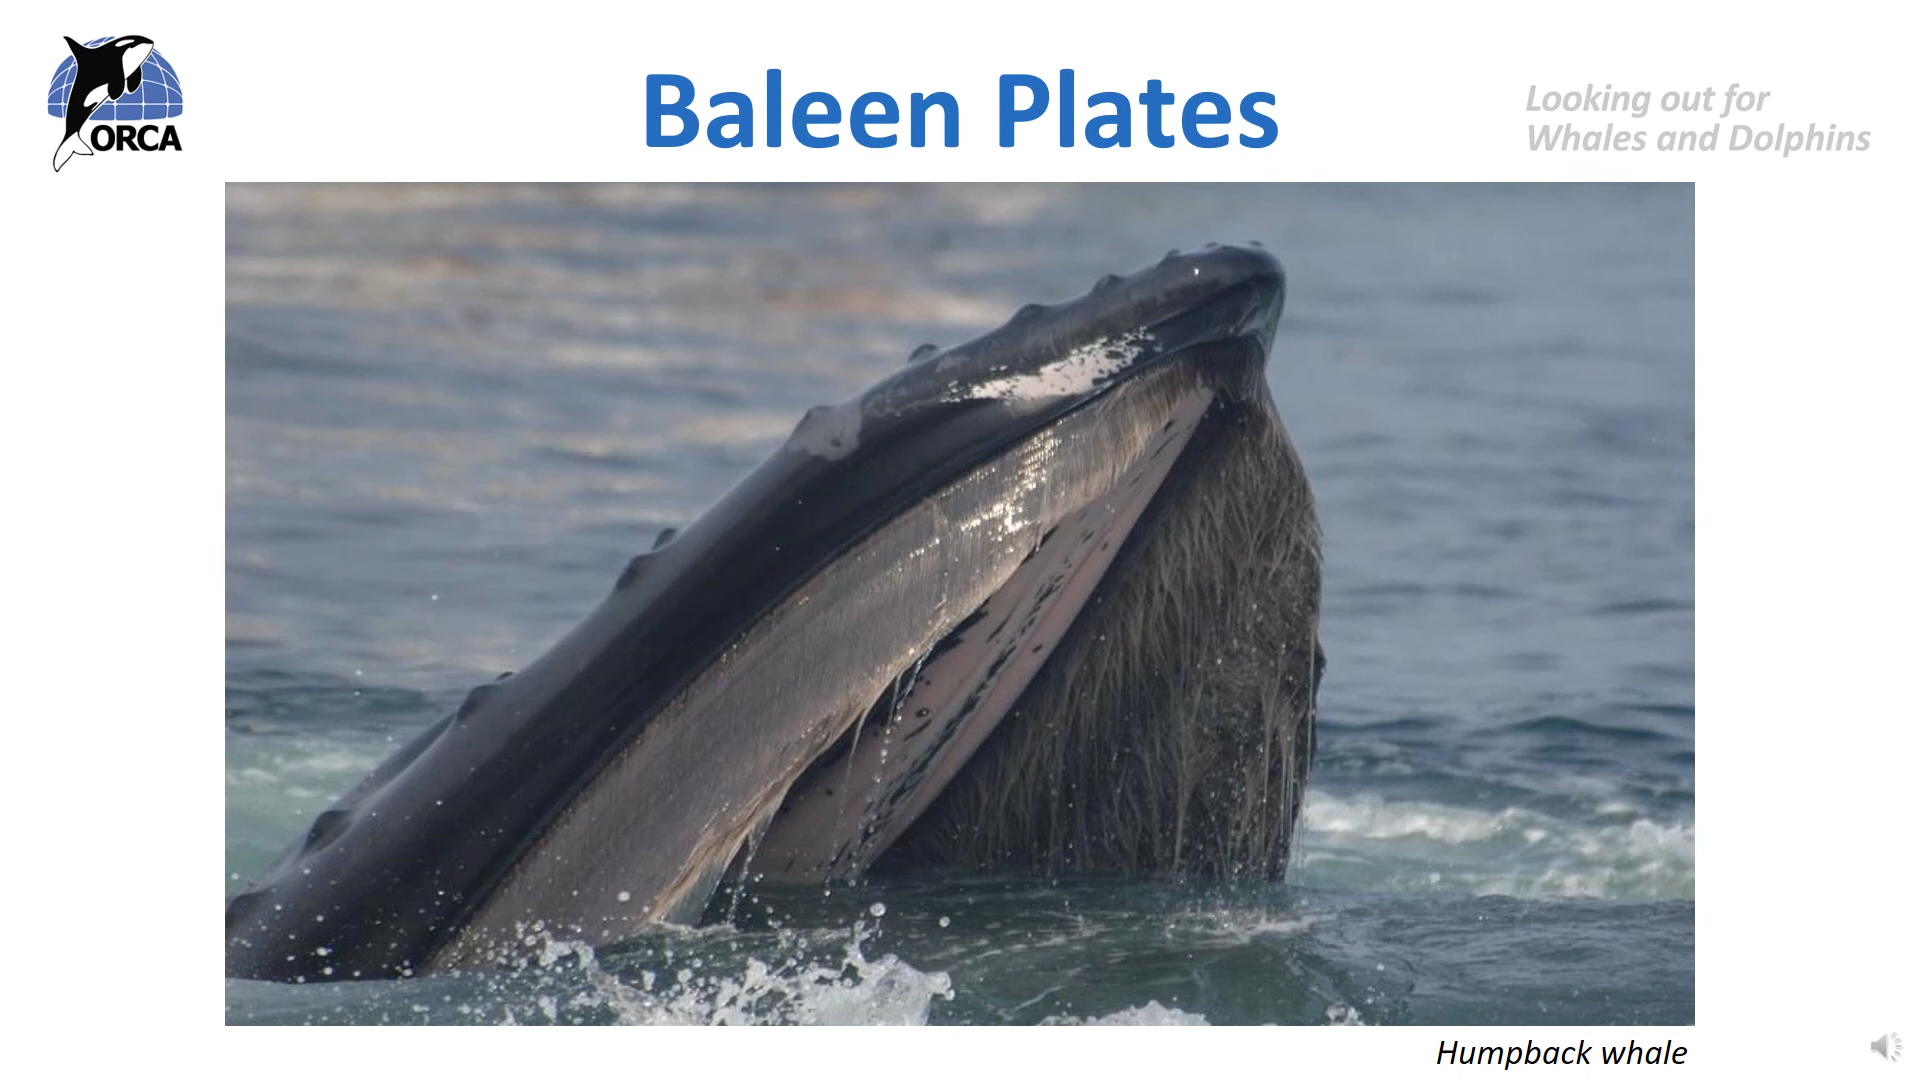 ORCA
Baleen Plates
Looking out for
Whales and Dolphins
Humpback whale